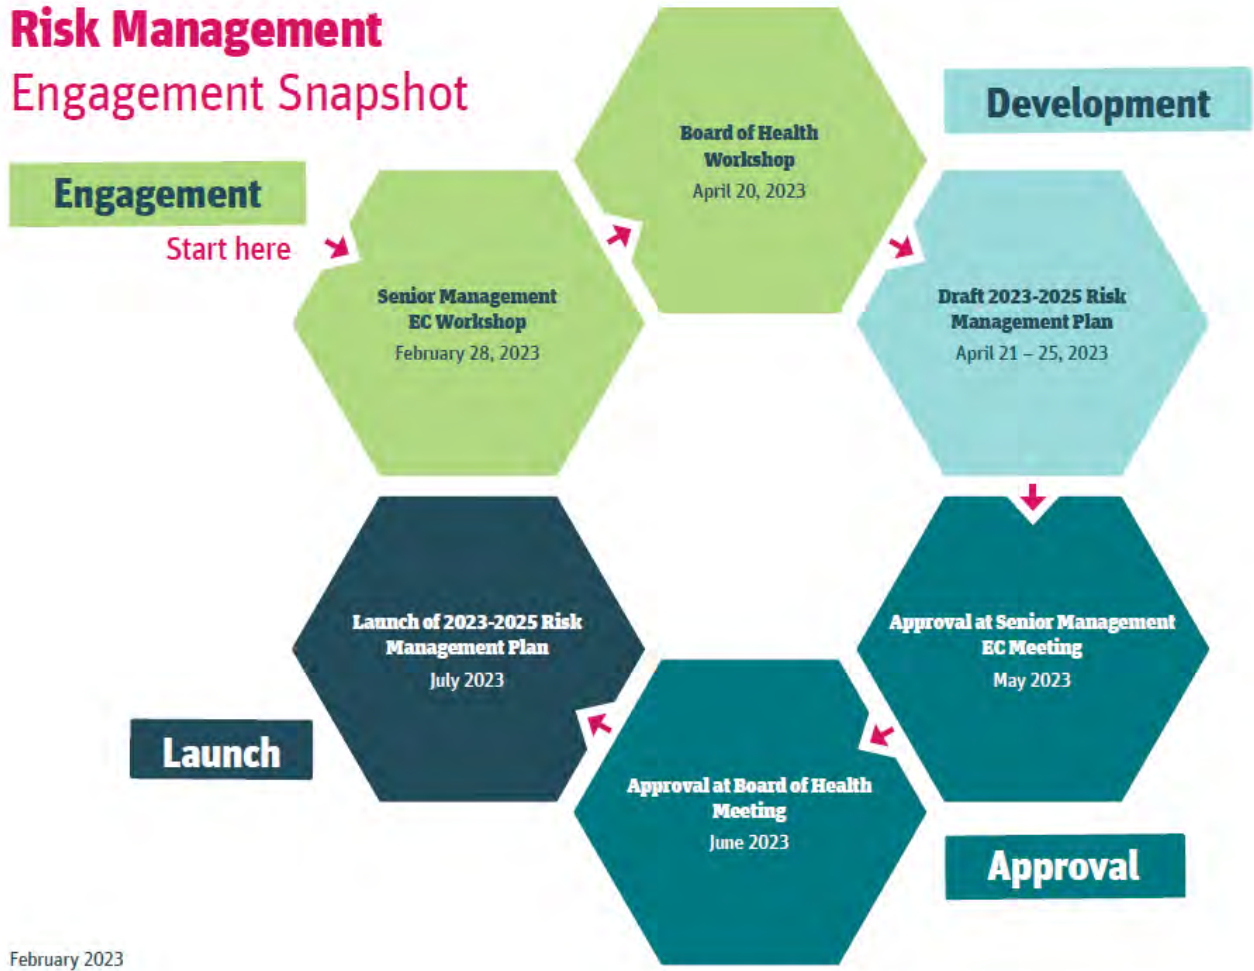 Risk Management
Engagement Snapshot
Engagement
Start here
Senior Management
EC Workshop
February 28, 2023
Board of Health
Workshop
April 20, 2023
Development
Draft 2023-2025 Risk
Management Plan
April 21 – 25, 2023
Approval at Senior Management
EC Meeting
May 2023
Approval
Approval at Board of Health
Meeting
June 2023
Launch of 2023-2025 Risk
Management Plan
July 2023
Launch
February 2023